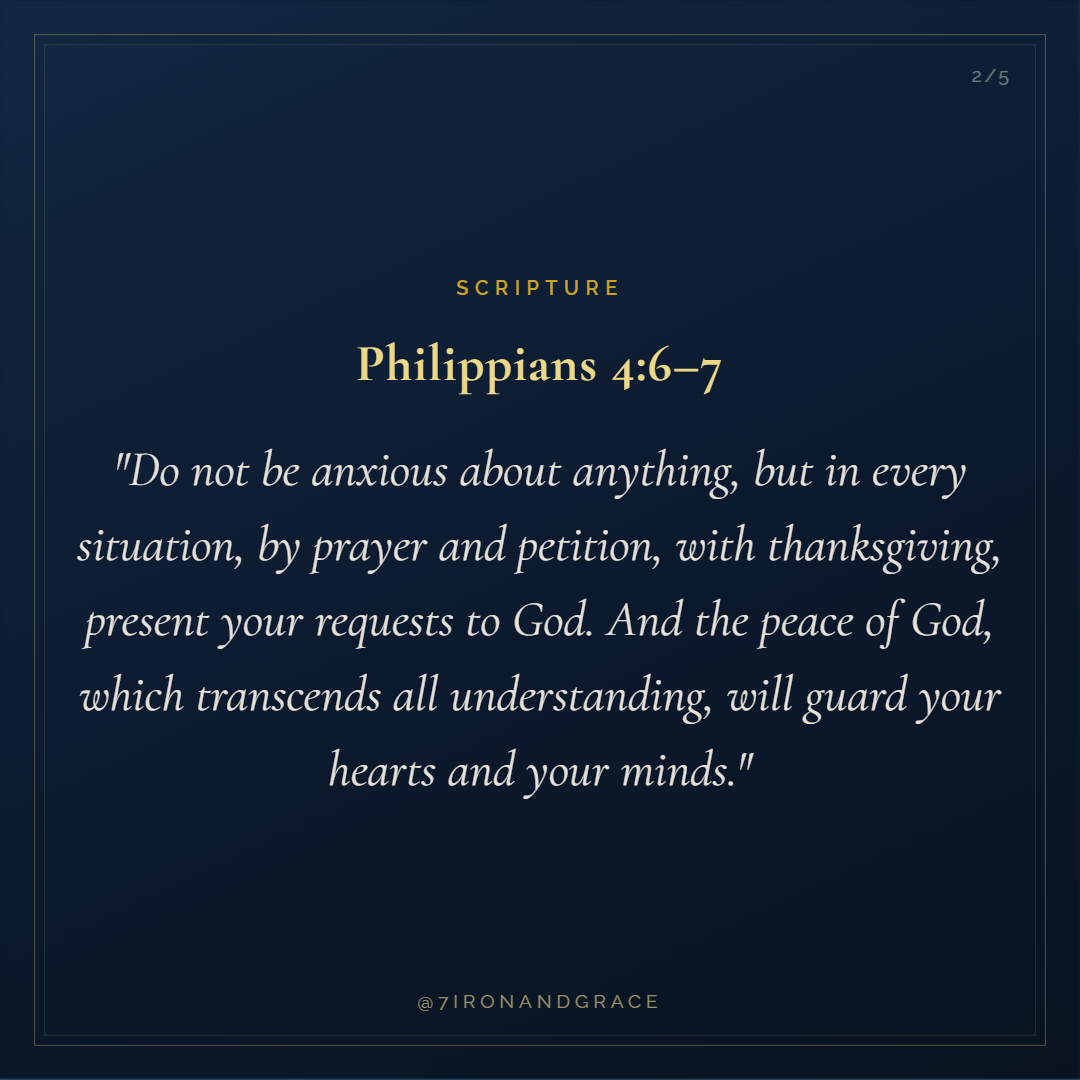 2/5
SCRIPTURE
Philippians 4:6–7
"Do not be anxious about anything, but in every
situation, by prayer and petition, with thanksgiving,
present your requests to God. And the peace of God,
which transcends all understanding, will guard your
hearts and your minds."
@7IRONANDGRACE